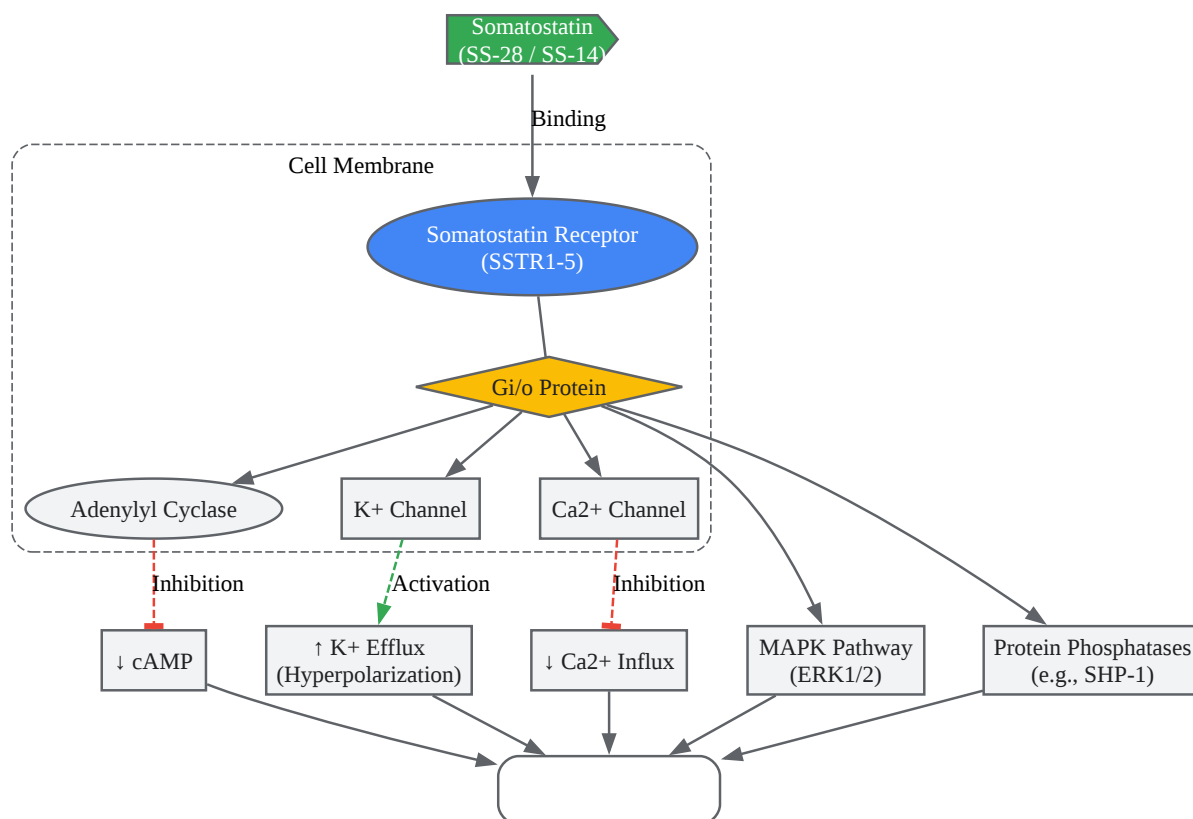 Somatostatin
(SS-28 / SS-14)
Binding
Cell Membrane
Somatostatin Receptor
(SSTR1-5)
Gi/o Protein
Adenylyl Cyclase
K+ Channel
Ca2+ Channel
Inhibition
Activation
Inhibition
↓ cAMP
↑ K+ Efflux
(Hyperpolarization)
↓ Ca2+ Influx
MAPK Pathway
(ERK1/2)
Protein Phosphatases
(e.g., SHP-1)